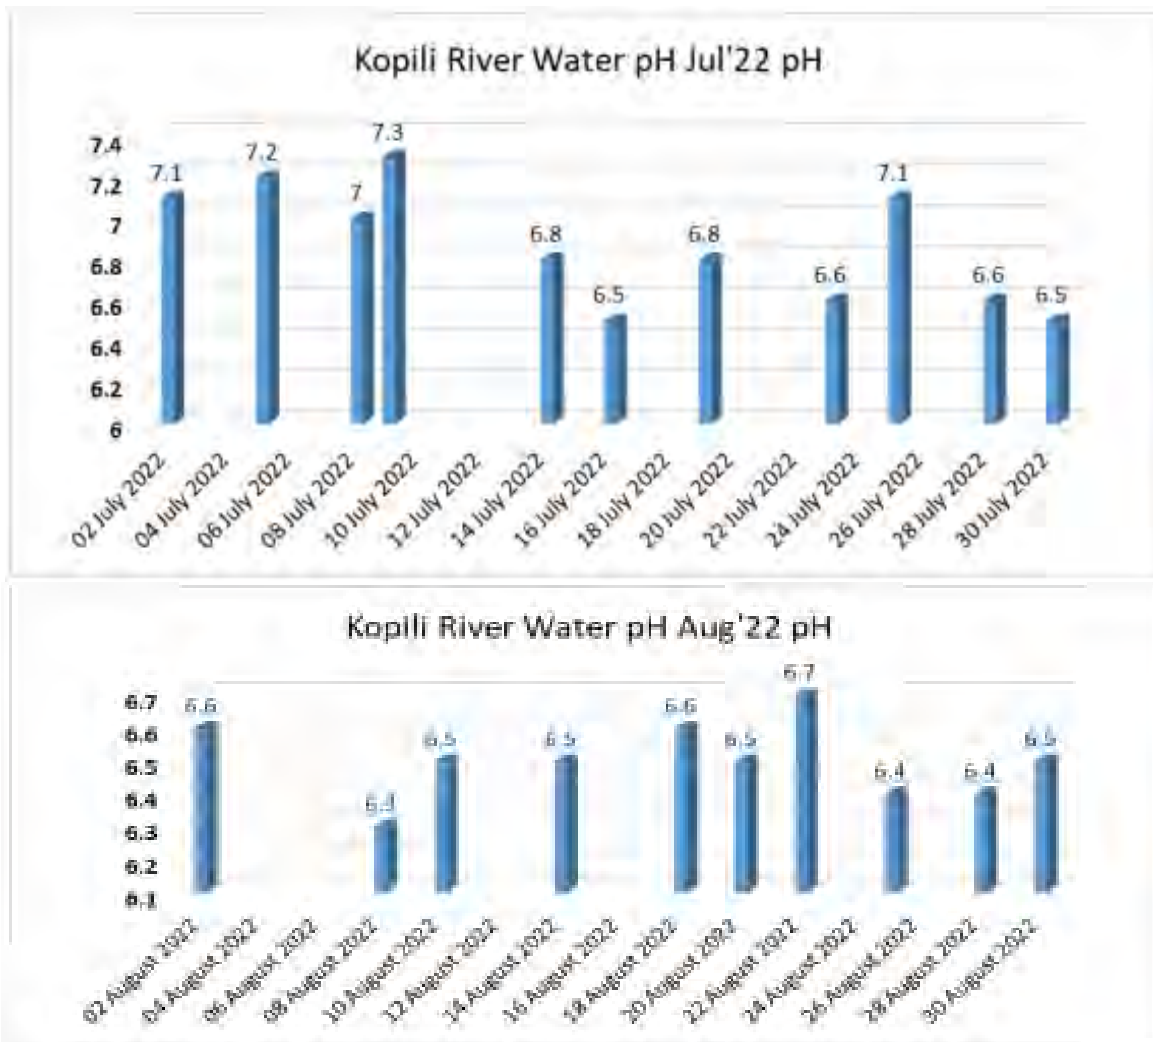 Kopili River Water pH Jul'22 pH
7.4
7.2
7
6.8
6.6
6.4
6.2
6
7.1
7.2
7
7.3
6.8
6.5
6.8
6.6
7.1
6.6
6.5
02 July 2022
04 July 2022
06 July 2022
08 July 2022
10 July 2022
12 July 2022
14 July 2022
16 July 2022
18 July 2022
20 July 2022
22 July 2022
24 July 2022
26 July 2022
28 July 2022
30 July 2022
Kopili River Water pH Aug'22 pH
6.7
6.6
6.5
6.4
6.3
6.2
6.1
6.6
6.3
6.5
6.5
6.6
6.5
6.7
6.4
6.4
6.5
02 August 2022
04 August 2022
06 August 2022
08 August 2022
10 August 2022
12 August 2022
14 August 2022
16 August 2022
18 August 2022
20 August 2022
22 August 2022
24 August 2022
26 August 2022
28 August 2022
30 August 2022